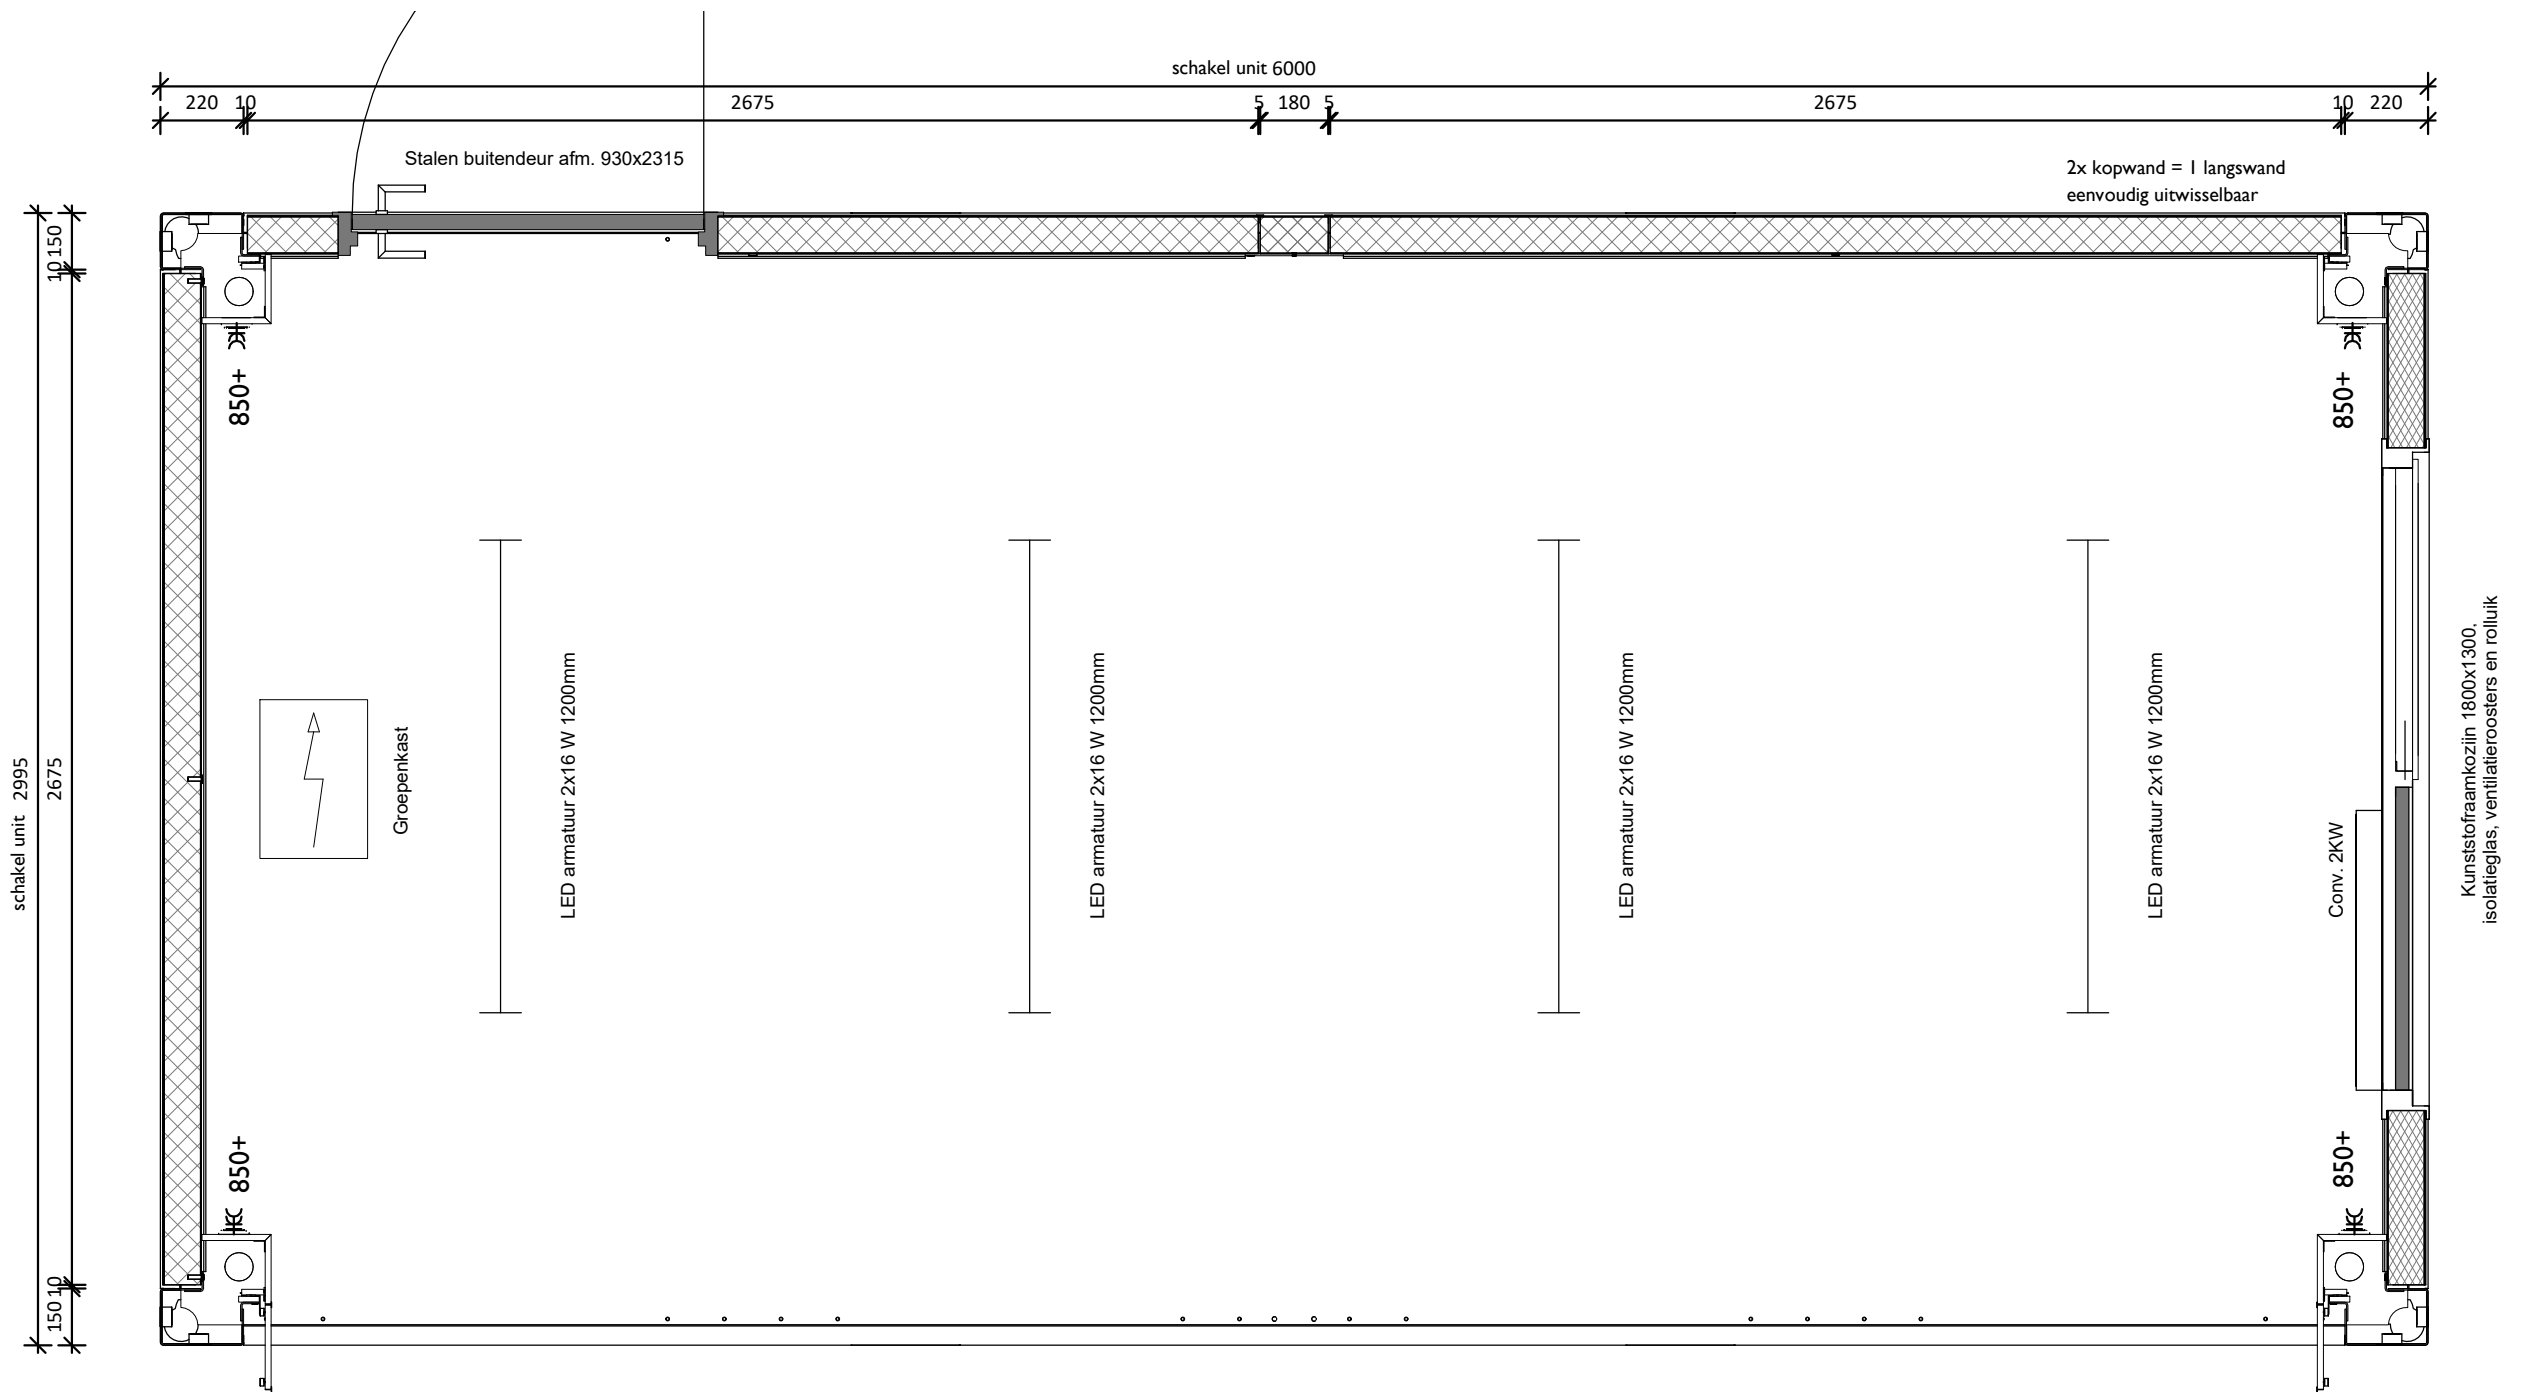 schakel unit 6000
220 10 2675 5 180 5 2675 10 220
Stalen buitendeur afm. 930x2315
2x kopwand = 1 langswand
eenvoudig uitwisselbaar
schakel unit 2995
150
10
2675
10
150
850+
850+
Groepenkast
LED armatuur 2x16 W 1200mm
LED armatuur 2x16 W 1200mm
LED armatuur 2x16 W 1200mm
LED armatuur 2x16 W 1200mm
Conv. 2KW
Kunststoframkoziin 1800x1300,
isolatieglas, ventilatieroosters en rolluik
850+
850+